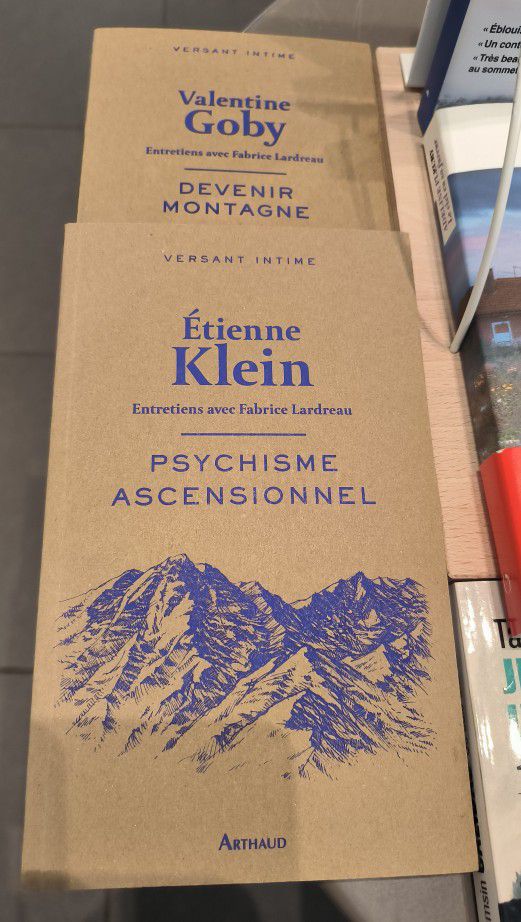 VERSANT INTIME
Valentine
Goby
Entretiens avec Fabrice Lardreau
DEVENIR
MONTAGNE
VERSANT INTIME
Étienne
Klein
Entretiens avec Fabrice Lardreau
PSYCHISME
ASCENSIONNEL
ARTHAUD
« Éblouis
« Un cont
« Très bea
au sommet